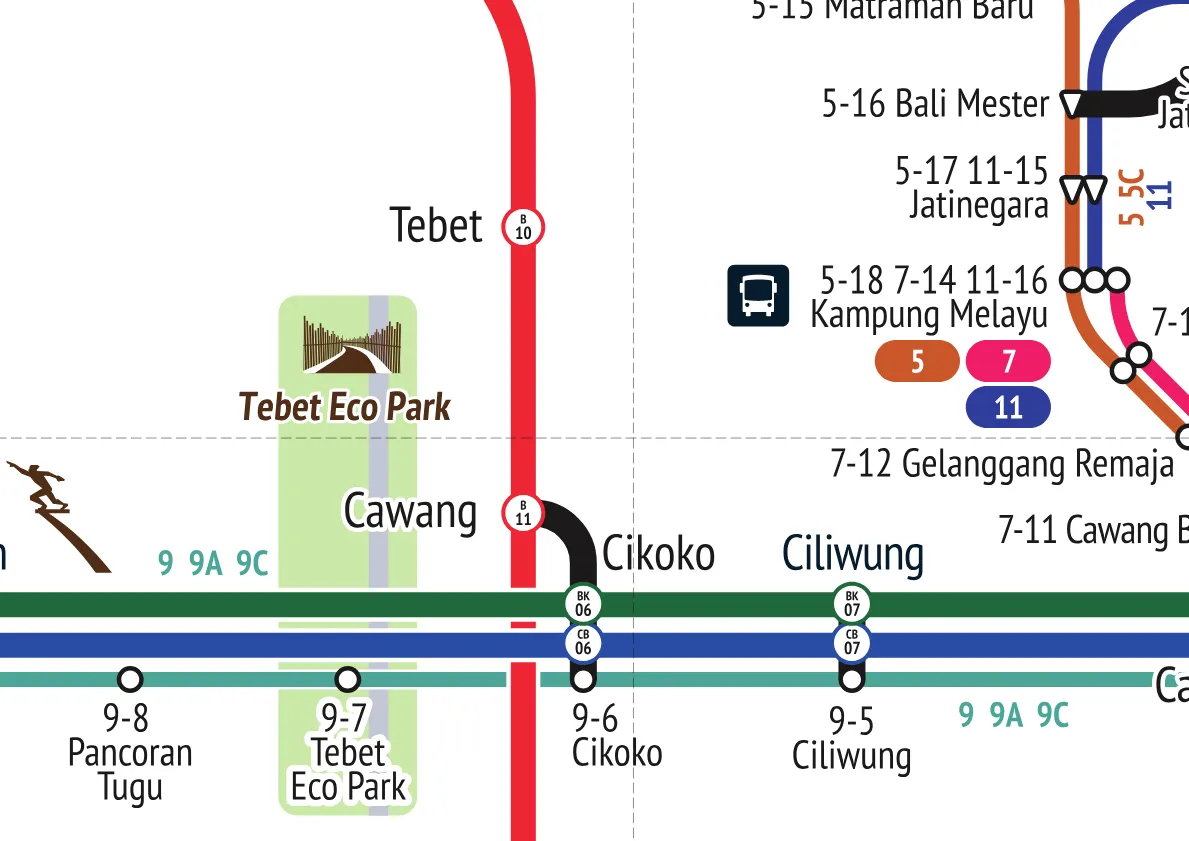 5-15 Matraman Baru
5-16 Bali Mester
5-17 11-15
Jatinegara
5 5C
11
Tebet
B
10
5-18 7-14 11-16
Kampung Melayu
5
7
11
Tebet Eco Park
7-12 Gelanggang Remaja
Cawang
B
11
7-11 Cawang B
9 9A 9C
Cikoko
Ciliwung
BK
06
BK
07
CB
06
CB
07
9-8
Pancoran
Tugu
9-7
Tebet
Eco Park
9-6
Cikoko
9-5
Ciliwung
9 9A 9C